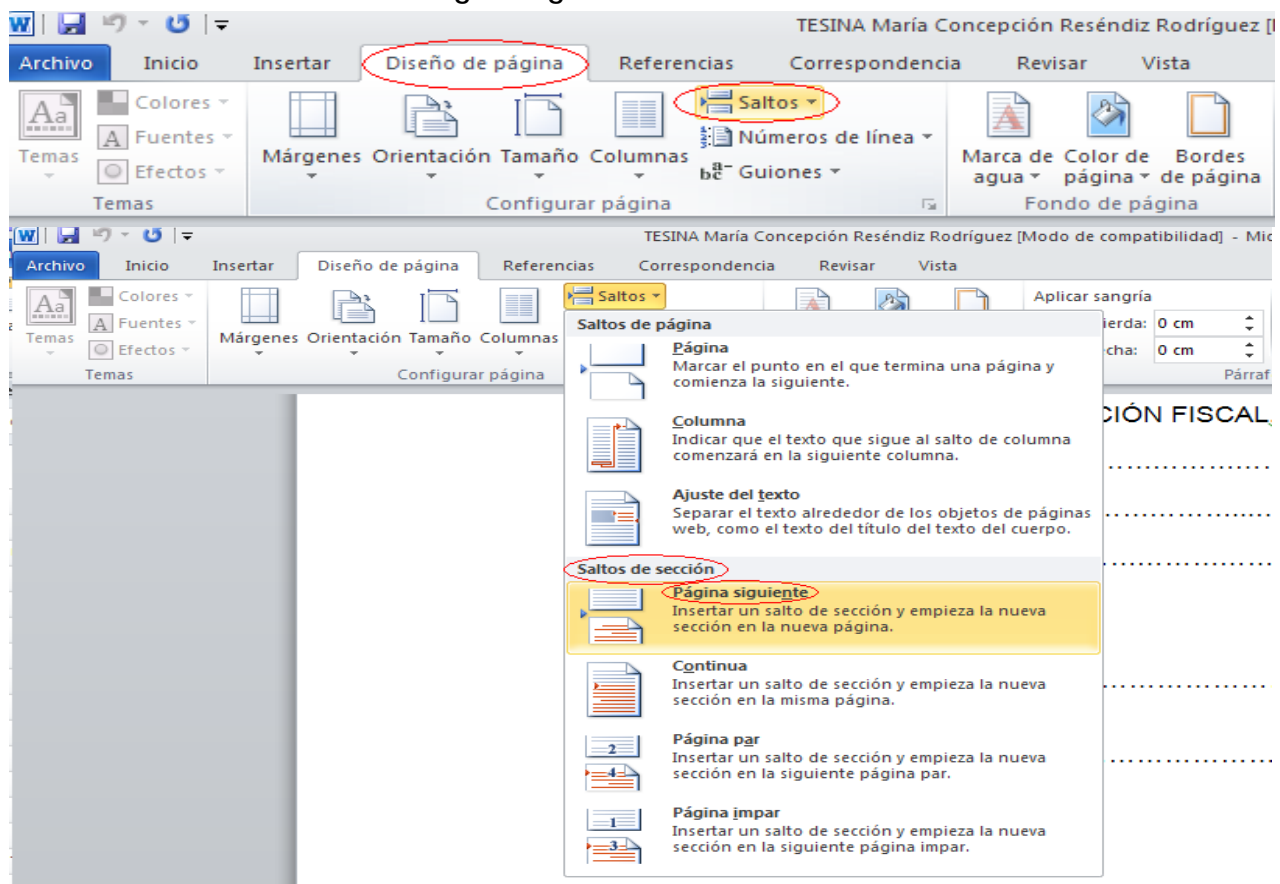 TESINA María Concepción Reséndiz Rodríguez
Archivo Inicio Insertar Diseño de página Referencias Correspondencia Revisar Vista
Aa Colores Saltos
A Fuentes Números de línea
Temas Efectos Márgenes Orientación Tamaño Columnas Guiones Marca de agua Color de página Bordes de página
Temas Configurar página Fondo de página
TESINA María Concepción Reséndiz Rodríguez [Modo de compatibilidad] - Mic
Archivo Inicio Insertar Diseño de página Referencias Correspondencia Revisar Vista
Aa Colores Saltos Aplicar sangría
A Fuentes ierda: 0 cm
Temas Efectos Márgenes Orientación Tamaño Columnas cha: 0 cm
Temas Configurar página Párraf
Saltos de página
Página
Marcar el punto en el que termina una página y
comienza la siguiente.
CIÓN FISCAL
Columna
Indicar que el texto que sigue al salto de columna
comenzará en la siguiente columna.
Ajuste del texto
Separar el texto alrededor de los objetos de páginas
web, como el texto del título del texto del cuerpo.
Saltos de sección
Página siguiente
Insertar un salto de sección y empieza la nueva
sección en la nueva página.
Continua
Insertar un salto de sección y empieza la nueva
sección en la misma página.
Página par
Insertar un salto de sección y empieza la nueva
sección en la siguiente página par.
Página impar
Insertar un salto de sección y empieza la nueva
sección en la siguiente página impar.